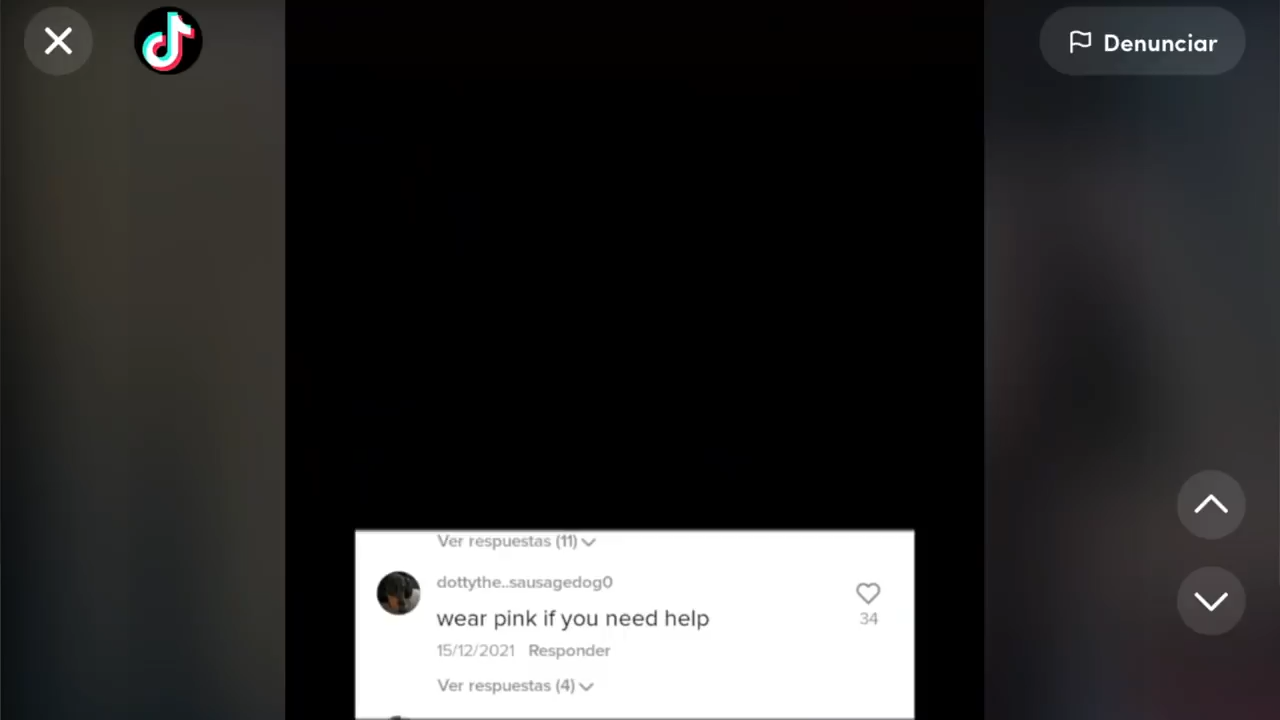 Denunciar
Ver respuestas (11)
dottythe..sausagedog0
wear pink if you need help
34
15/12/2021 Responder
Ver respuestas (4)